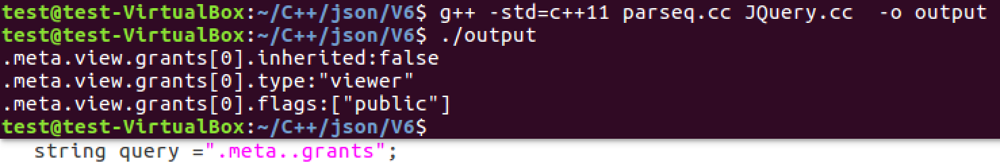 test@test-VirtualBox:~/C++/json/V6$ g++ -std=c++11 parseq.cc JQuery.cc  -o output
test@test-VirtualBox:~/C++/json/V6$ ./output
.meta.view.grants[0].inherited:false
.meta.view.grants[0].type:"viewer"
.meta.view.grants[0].flags:["public"]
test@test-VirtualBox:~/C++/json/V6$
string query =".meta..grants";